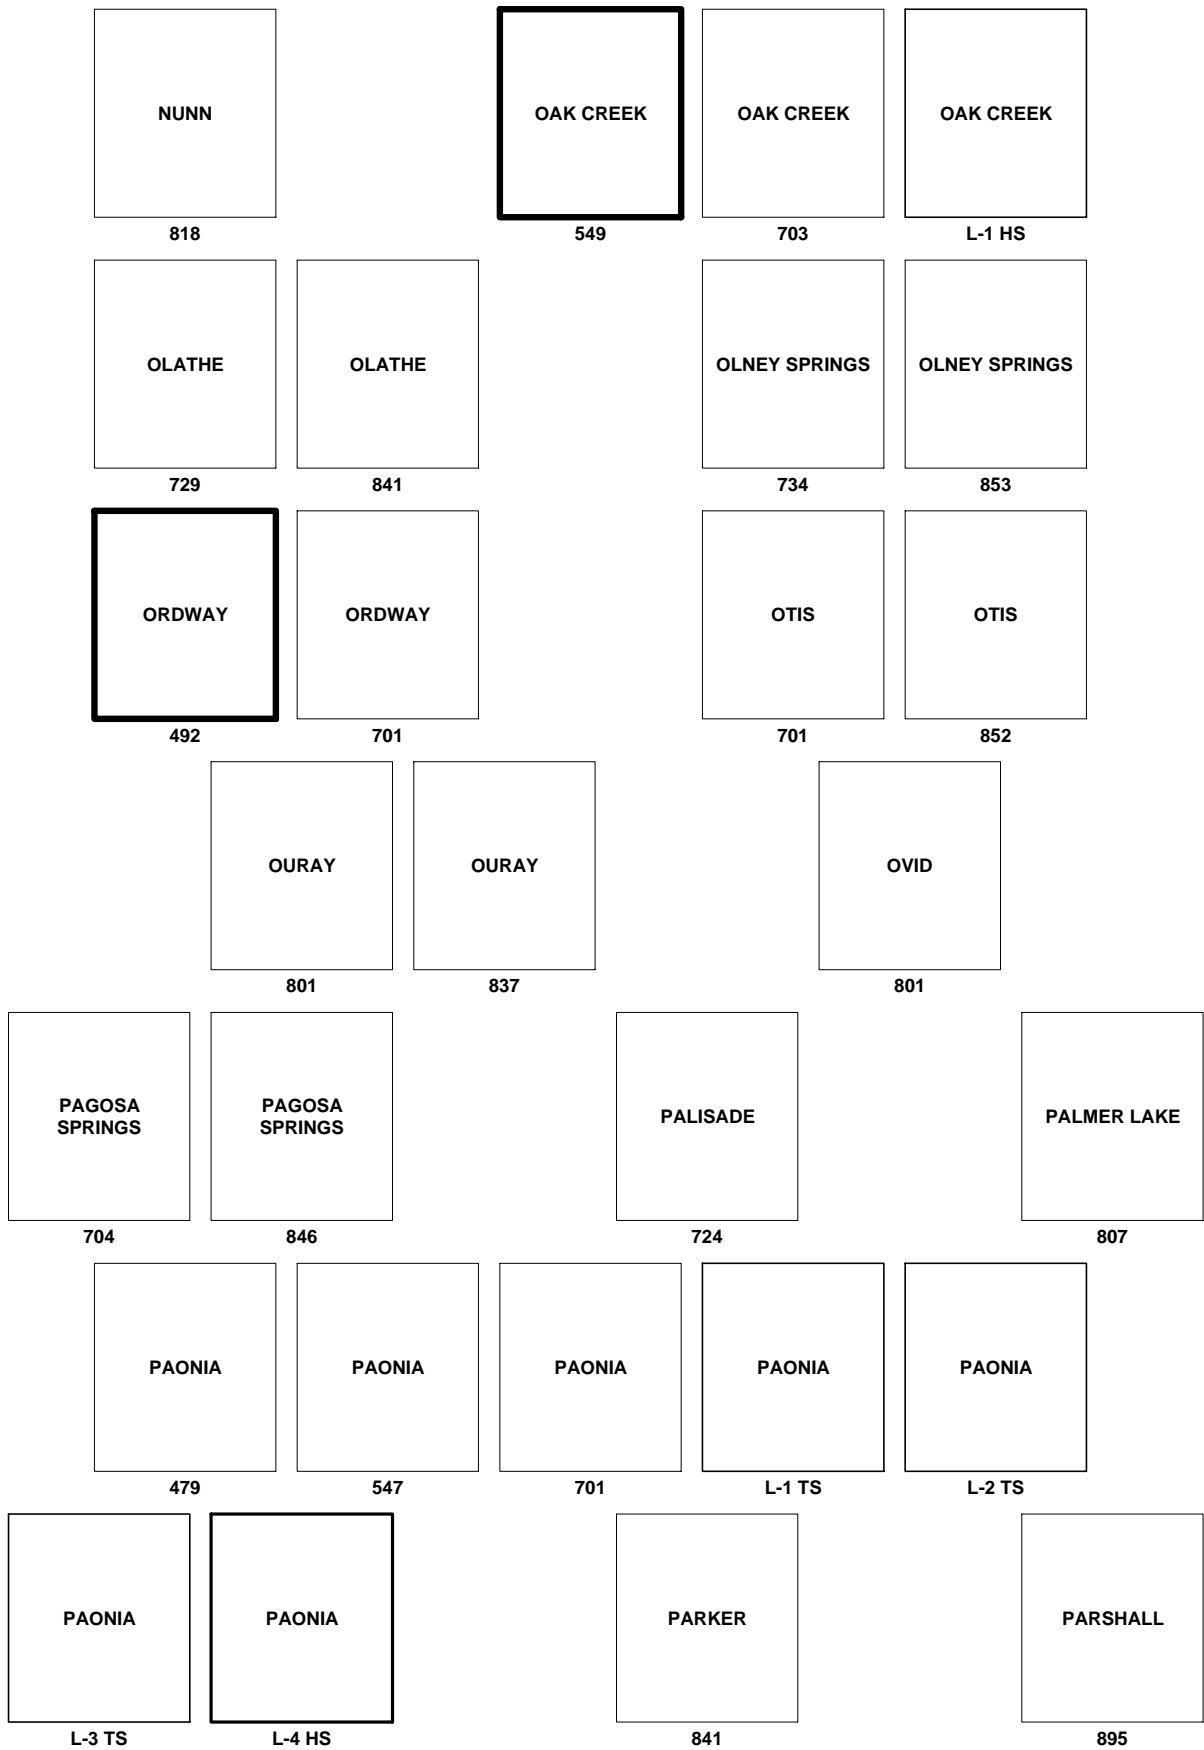 NUNN
OAK CREEK
OAK CREEK
OAK CREEK
818
549
703
L-1 HS
OLATHE
OLATHE
OLNEY SPRINGS
OLNEY SPRINGS
729
841
734
853
ORDWAY
ORDWAY
OTIS
OTIS
492
701
701
852
OURAY
OURAY
OVID
801
837
801
PAGOSA
SPRINGS
PAGOSA
SPRINGS
PALISADE
PALMER LAKE
704
846
724
807
PAONIA
PAONIA
PAONIA
PAONIA
PAONIA
479
547
701
L-1 TS
L-2 TS
PAONIA
PAONIA
PARKER
PARSHALL
L-3 TS
L-4 HS
841
895